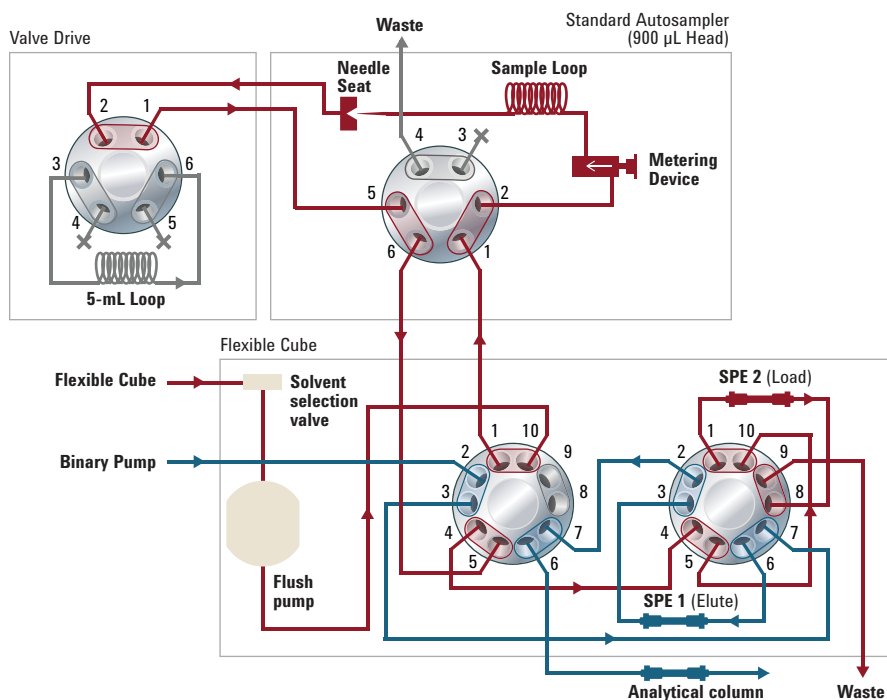 Valve Drive
Waste
Standard Autosampler
(900 µL Head)
Needle
Seat
Sample Loop
2
1
3
6
4
5
5-mL Loop
4
3
5
2
6
1
Metering
Device
Flexible Cube
Flexible Cube
Solvent
selection
valve
Binary Pump
Flush
pump
1
10
2
9
3
8
4
7
5
6
SPE 2 (Load)
1
10
2
9
3
8
4
7
5
6
SPE 1 (Elute)
Analytical column
Waste